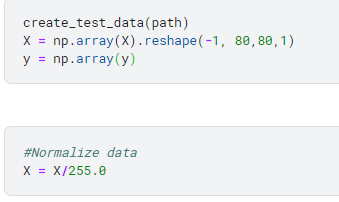 create_test_data(path)
X = np.array(X).reshape(-1, 80,80,1)
y = np.array(y)
#Normalize data
X = X/255.0